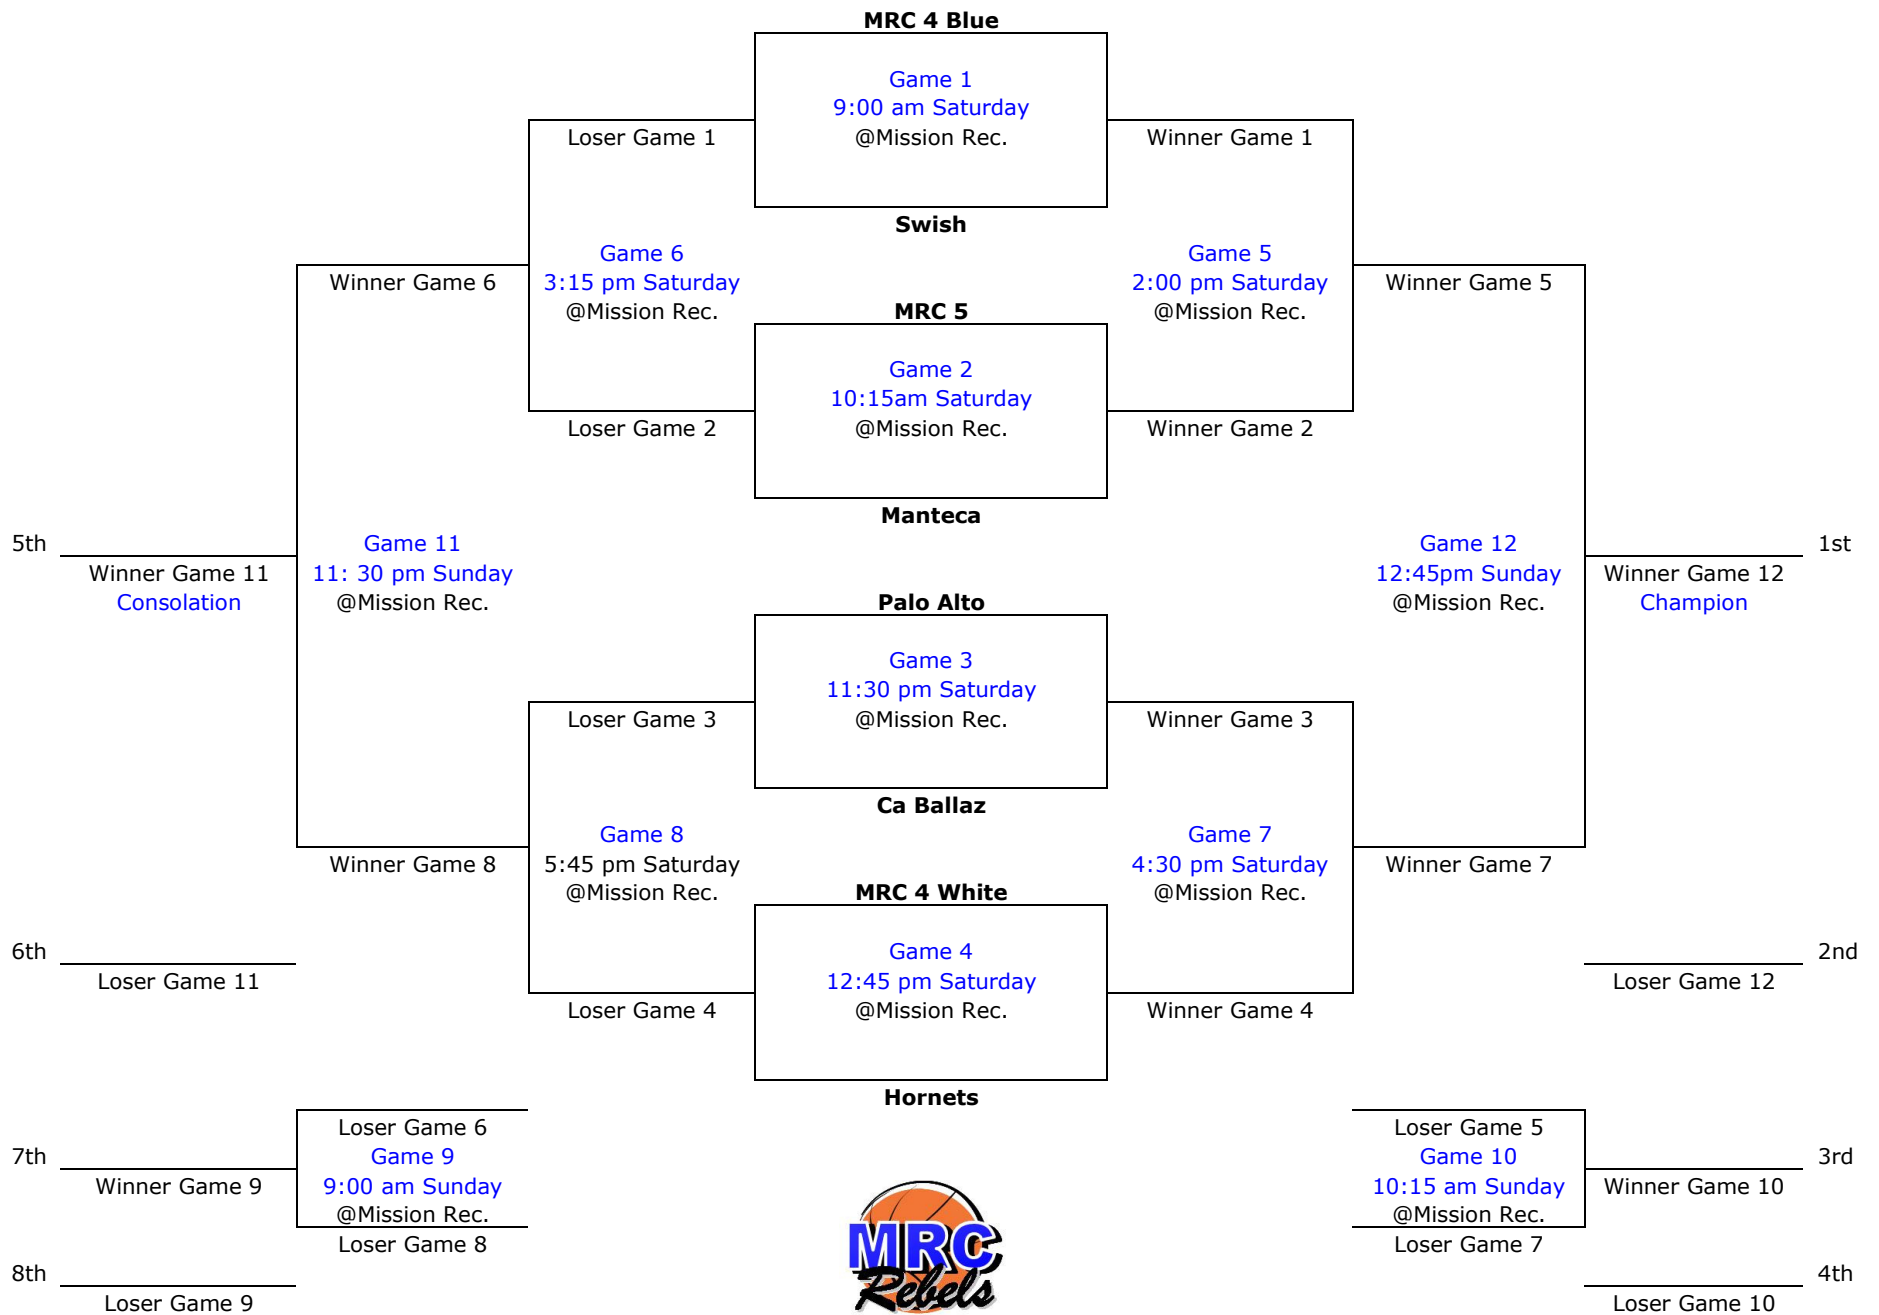 MRC 4 Blue
Game 1
9:00 am Saturday
Loser Game 1
@Mission Rec.
Winner Game 1
Swish
Game 6
Game 5
Winner Game 6
3:15 pm Saturday
2:00 pm Saturday
Winner Game 5
@Mission Rec.
MRC 5
@Mission Rec.
Game 2
10:15am Saturday
Loser Game 2
@Mission Rec.
Winner Game 2
Manteca
5th
Game 11
Game 12
1st
Winner Game 11
11: 30 pm Sunday
12:45pm Sunday
Winner Game 12
Consolation
@Mission Rec.
Palo Alto
@Mission Rec.
Champion
Game 3
11:30 pm Saturday
Loser Game 3
@Mission Rec.
Winner Game 3
Ca Ballaz
Game 8
Game 7
Winner Game 8
5:45 pm Saturday
4:30 pm Saturday
Winner Game 7
@Mission Rec.
MRC 4 White
@Mission Rec.
6th
Game 4
2nd
Loser Game 11
12:45 pm Saturday
Loser Game 12
Loser Game 4
@Mission Rec.
Winner Game 4
Hornets
Loser Game 6
Loser Game 5
7th
Game 9
Game 10
3rd
Winner Game 9
9:00 am Sunday
10:15 am Sunday
Winner Game 10
@Mission Rec.
@Mission Rec.
Loser Game 8
Loser Game 7
MRC
Rebels
8th
4th
Loser Game 9
Loser Game 10